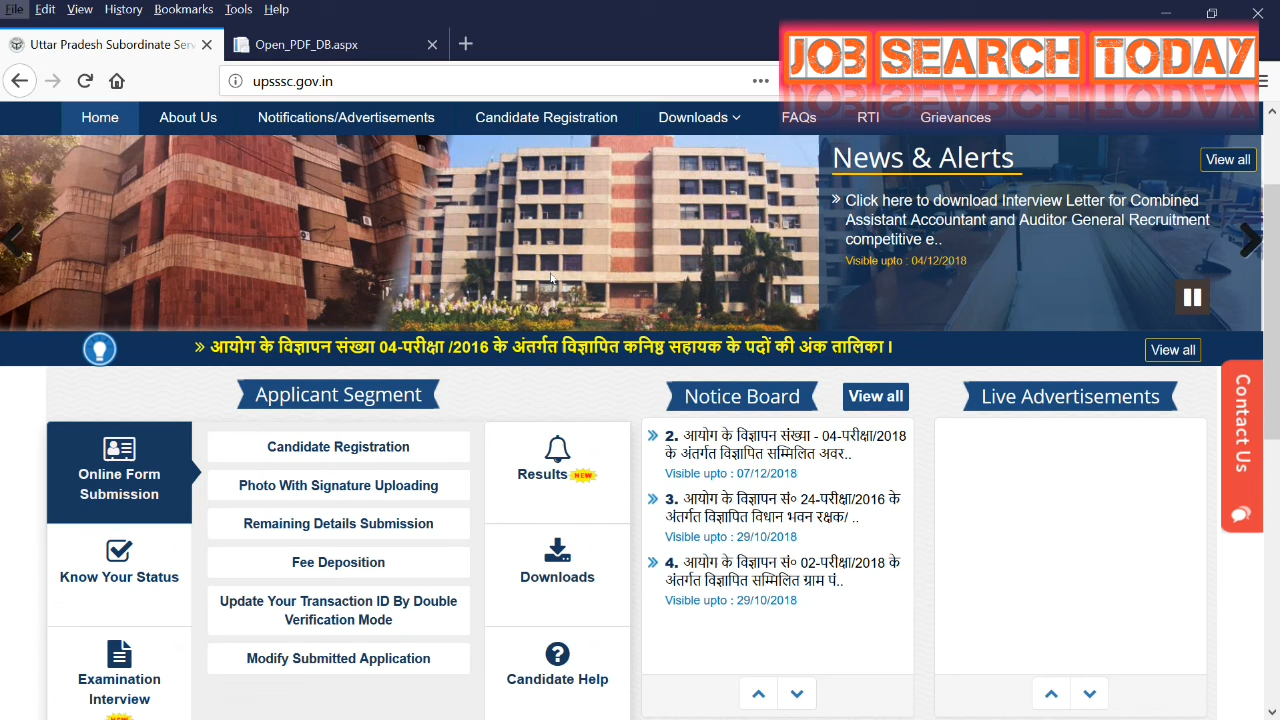 File Edit View History Bookmarks Tools Help
Uttar Pradesh Subordinate Ser
Open_PDF_DB.aspx
JOB SEARCH TODAY
upsssc.gov.in
Home About Us Notifications/Advertisements Candidate Registration Downloads FAQs RTI Grievances
News & Alerts
View all
Click here to download Interview Letter for Combined
Assistant Accountant and Auditor General Recruitment
competitive e..
Visible upto : 04/12/2018
आयोग के विज्ञापन संख्या 04-परीक्षा /2016 के अंतर्गत विज्ञापित कनिष्ठ सहायक के पदों की अंक तालिका।
View all
Applicant Segment
Online Form
Submission
Know Your Status
Examination
Interview
NEW
Candidate Registration
Photo With Signature Uploading
Remaining Details Submission
Fee Deposition
Update Your Transaction ID By Double
Verification Mode
Modify Submitted Application
Results NEW
Downloads
Candidate Help
Notice Board
View all
2. आयोग के विज्ञापन संख्या - 04-परीक्षा/2018
के अंतर्गत विज्ञापित सम्मिलित अवर..
Visible upto : 07/12/2018
3. आयोग के विज्ञापन सं० 24-परीक्षा/2016 के
अंतर्गत विज्ञापित विधान भवन रक्षक/ ..
Visible upto : 29/10/2018
4. आयोग के विज्ञापन सं० 02-परीक्षा/2018 के
अंतर्गत विज्ञापित सम्मिलित ग्राम पं..
Visible upto : 29/10/2018
Live Advertisements
Contact Us